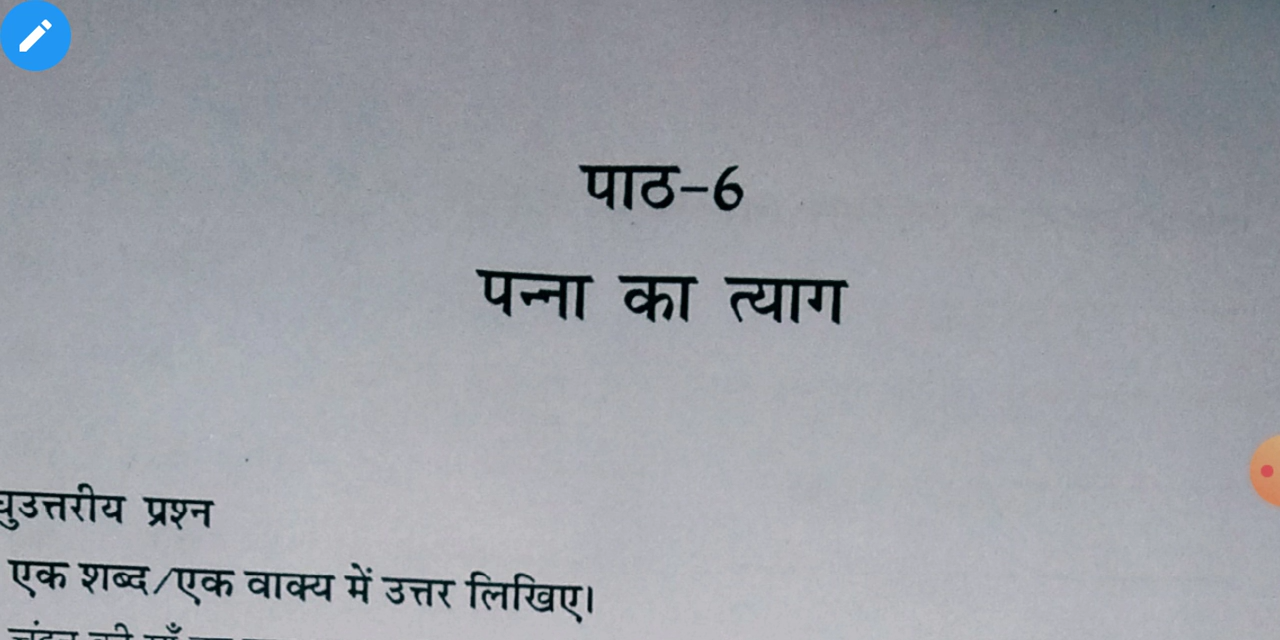 पाठ-6
पन्ना का त्याग
घुउत्तरीय प्रश्न
एक शब्द/एक वाक्य में उत्तर लिखिए।